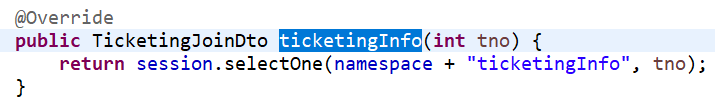 @Override
public TicketingJoinDto ticketingInfo(int tno) {
return session.selectOne(namespace + "ticketingInfo", tno);
}